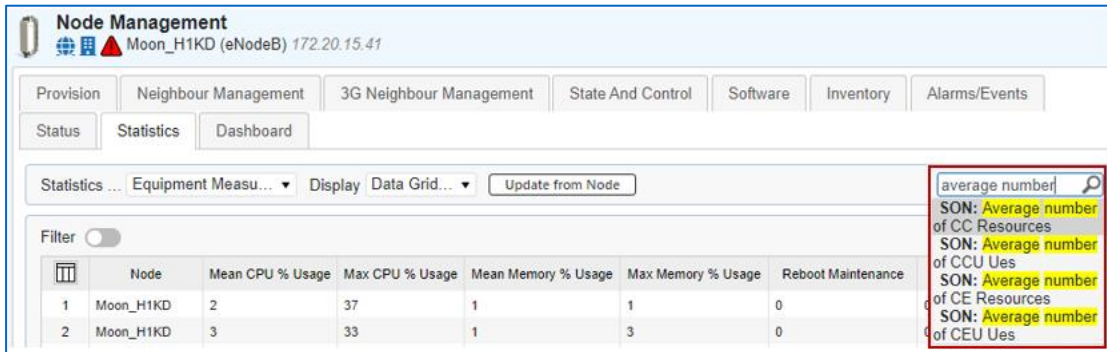 Node Management
Moon_H1KD (eNodeB) 172.20.15.41
Provision Neighbour Management 3G Neighbour Management State And Control Software Inventory Alarms/Events
Status Statistics Dashboard
Statistics ... Equipment Measu... Display Data Grid... Update from Node average number
SON: Average number
of CC Resources
SON: Average number
of CCU Ues
SON: Average number
of CE Resources
SON: Average number
of CEU Ues
Filter
Node Mean CPU % Usage Max CPU % Usage Mean Memory % Usage Max Memory % Usage Reboot Maintenance
1 Moon_H1KD 2 37 1 1 0
2 Moon_H1KD 3 33 1 3 0